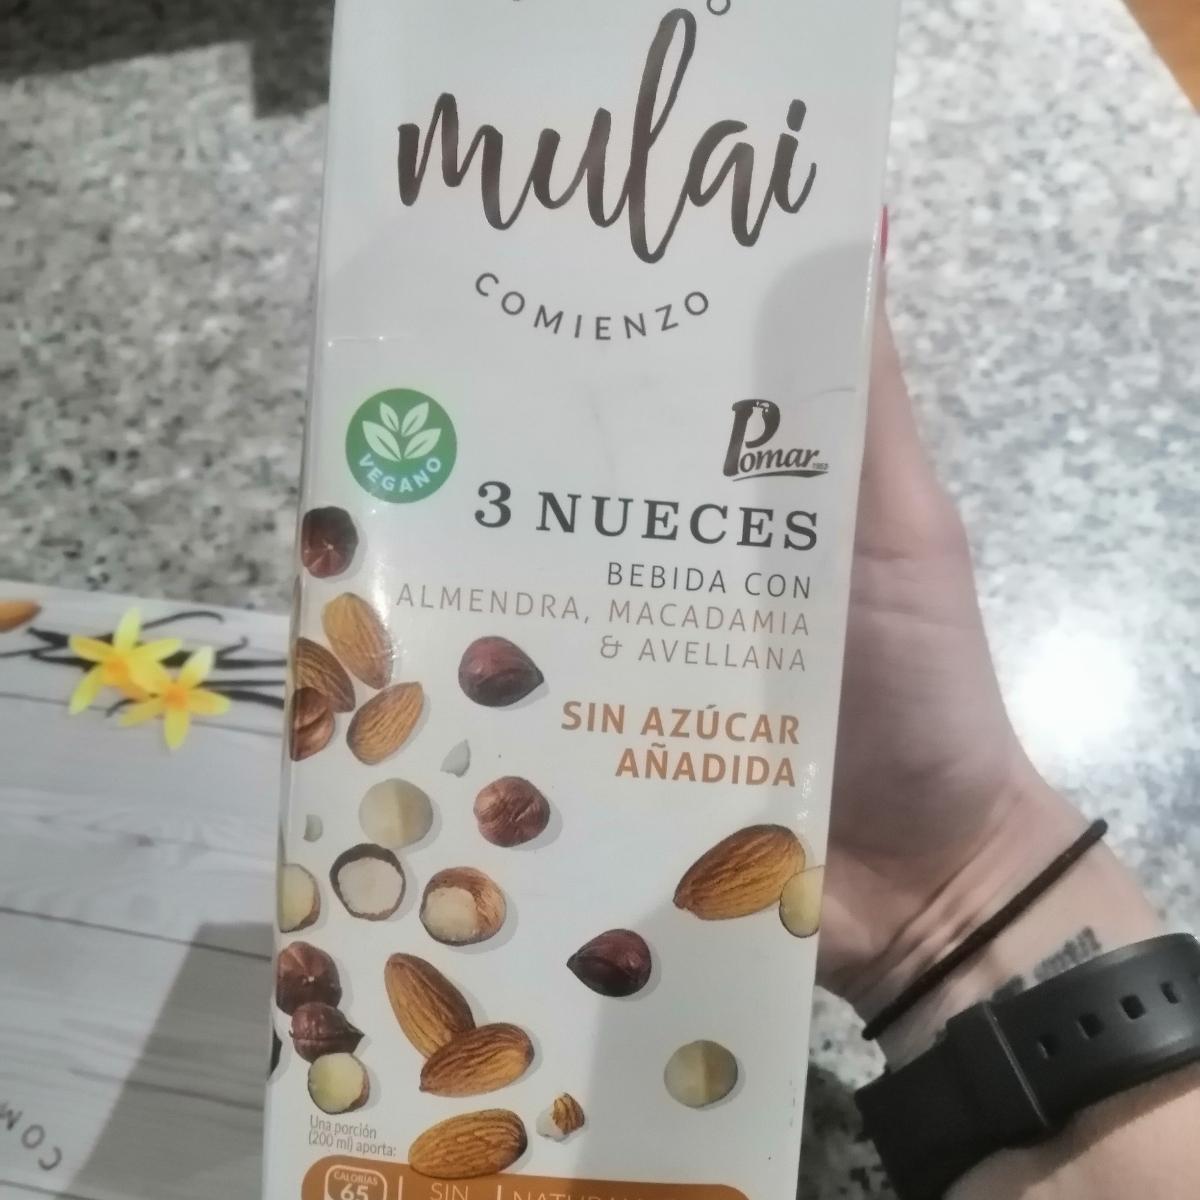 mulai
COMIENZO
VEGANO
Pomar
3 NUECES
BEBIDA CON
ALMENDRA, MACADAMIA
& AVELLANA
SIN AZÚCAR
AÑADIDA
Una porción
(200 ml) aporta:
CALORÍAS
65
SIN
COM